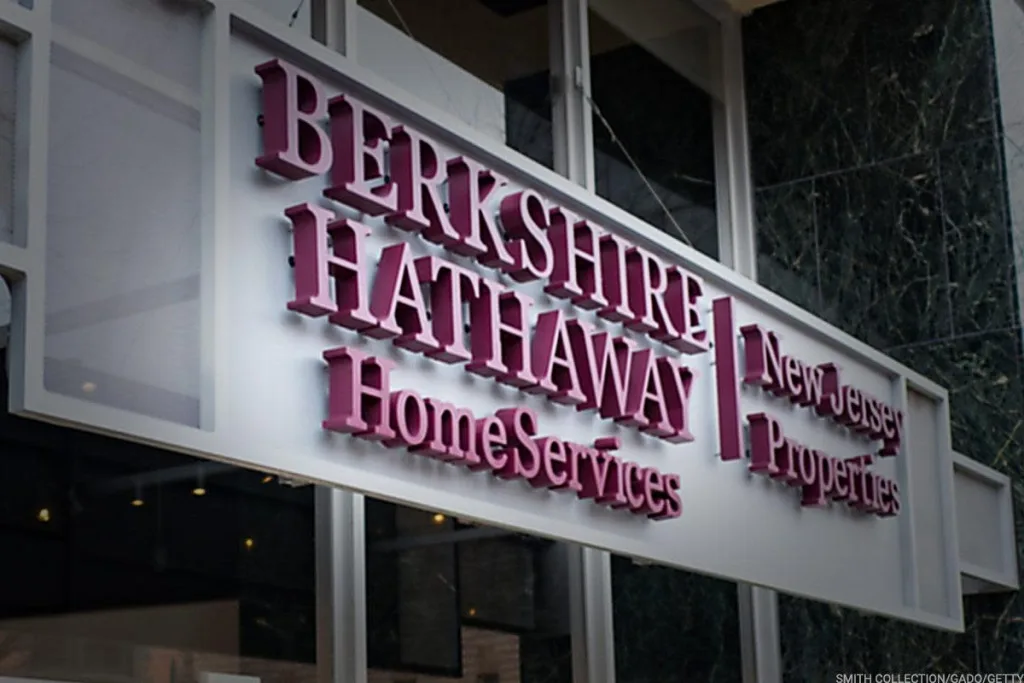 BERKSHIRE
HATHAWAY
HomeServices
New Jersey
Properties
SMITH COLLECTION/GADO/GETTY